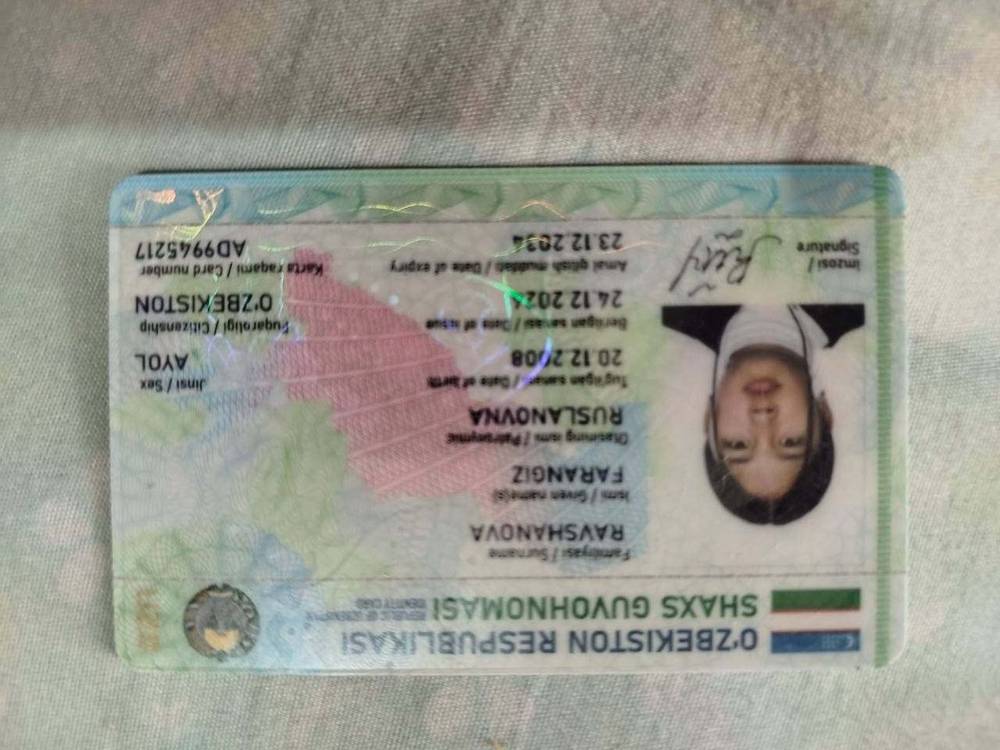 O'ZBEKISTON RESPUBLIKASI
SHAXS GUVOHNOMASI
REPUBLIC OF UZBEKISTAN
IDENTITY CARD
Familiyasi / Surname
RAVSHANOVA
Ismi / Given name(s)
FARANGIZ
Otasining ismi / Patronymic
RUSLANOVNA
Tug'ilgan sanasi / Date of birth
20.12.2008
Jinsi / Sex
AYOL
Berilgan sanasi / Date of issue
24.12.2024
Fuqaroligi / Citizenship
O'ZBEKISTON
Amal qilish muddati / Date of expiry
23.12.2034
Karta raqami / Card number
AD9945217
Imzosi /
Signature